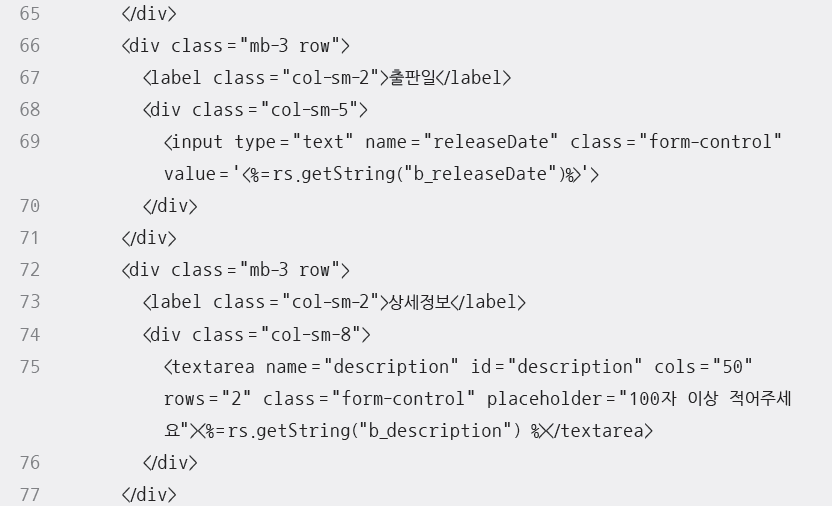 65 </div>
66 <div class="mb-3 row">
67 <label class="col-sm-2">출판일</label>
68 <div class="col-sm-5">
69 <input type="text" name="releaseDate" class="form-control"
value='<%=rs.getString("b_releaseDate")%>'>
70 </div>
71 </div>
72 <div class="mb-3 row">
73 <label class="col-sm-2">상세정보</label>
74 <div class="col-sm-8">
75 <textarea name="description" id="description" cols="50"
rows="2" class="form-control" placeholder="100자 이상 적어주세
요"><%=rs.getString("b_description") %></textarea>
76 </div>
77 </div>